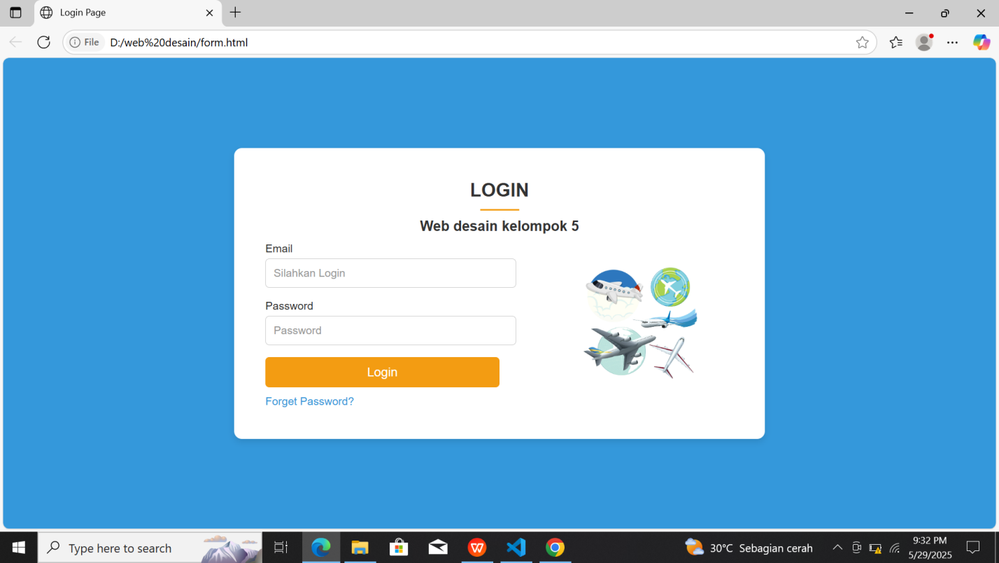 Login Page
File
D:/web%20desain/form.html
LOGIN
Web desain kelompok 5
Email
Silahkan Login
Password
Password
Login
Forget Password?
Type here to search
30°C Sebagian cerah
9:32 PM
5/29/2025